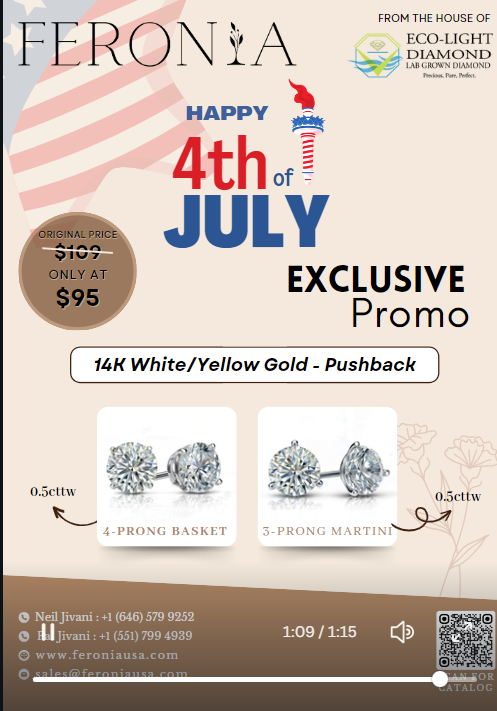 FERONIA
FROM THE HOUSE OF
ECO-LIGHT
DIAMOND
LAB GROWN DIAMOND
Precious. Pure. Perfect.
HAPPY
4th of
JULY
ORIGINAL PRICE
$109
ONLY AT
$95
EXCLUSIVE
Promo
14K White/Yellow Gold - Pushback
0.5cttw
0.5cttw
4-PRONG BASKET
3-PRONG MARTINI
Neil Jivani : +1 (646) 579 9252
Jivani : +1 (551) 799 4939
1:09 / 1:15
www.feroniausa.com
sales@feroniausa.com
SCAN FOR
CATALOG